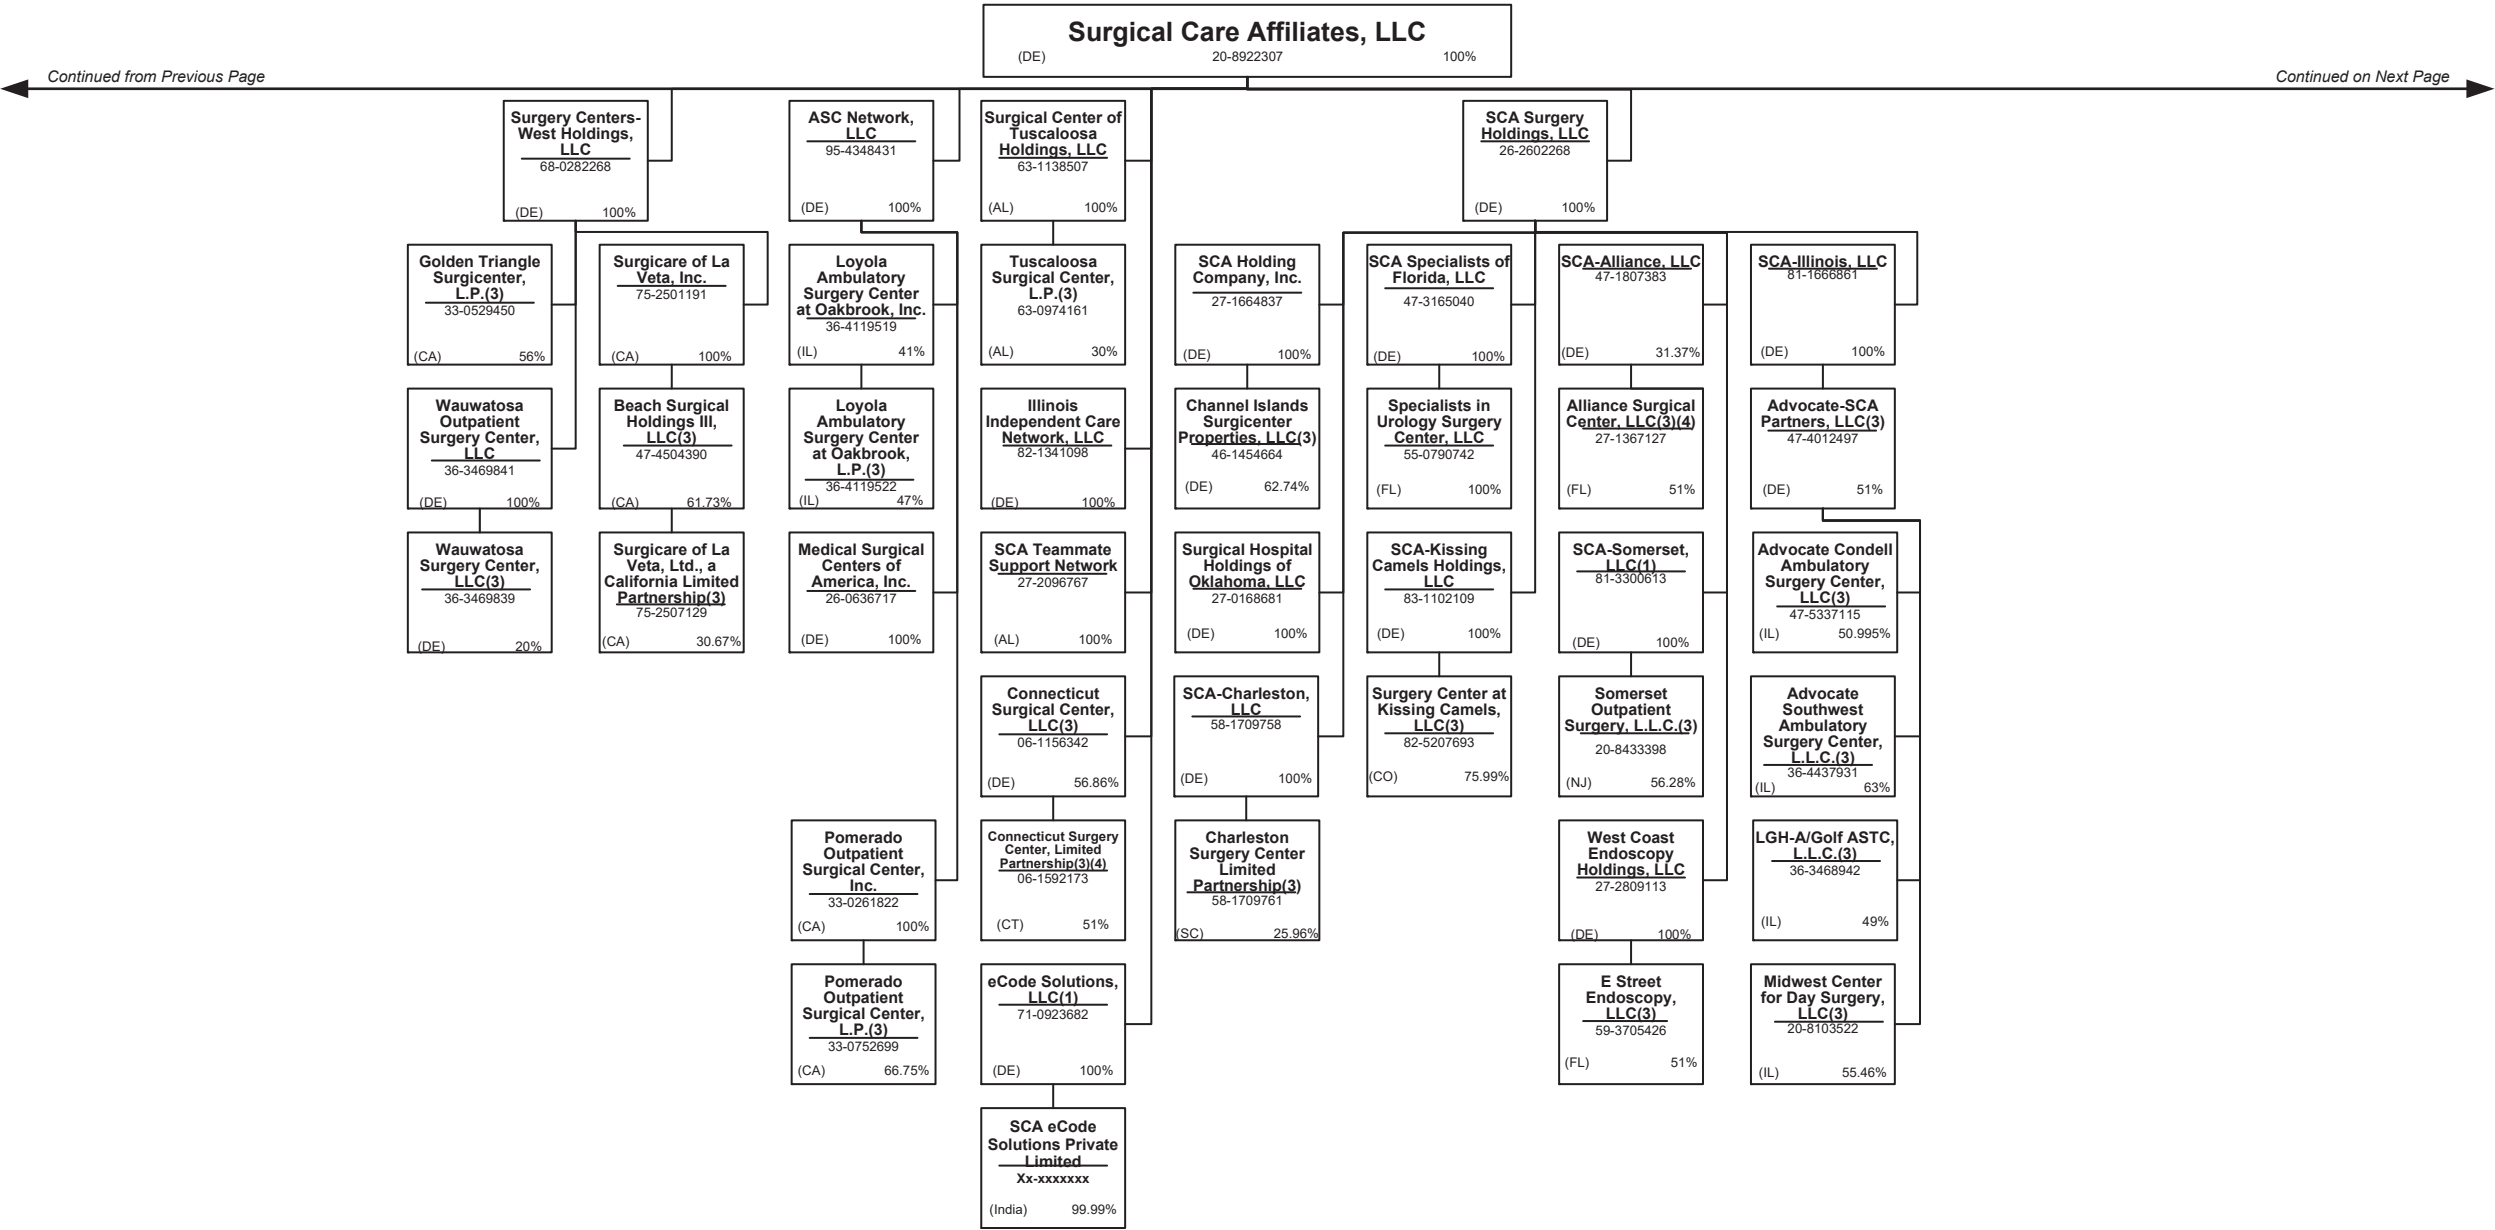 Surgical Care Affiliates, LLC
(DE) 20-8922307 100%
Continued from Previous Page
Continued on Next Page
Surgery Centers-
West Holdings,
LLC
68-0282268
(DE) 100%
ASC Network,
LLC
95-4348431
(DE) 100%
Surgical Center of
Tuscaloosa
Holdings, LLC
63-1138507
(AL) 100%
SCA Surgery
Holdings, LLC
26-2602268
(DE) 100%
Golden Triangle
Surgicenter,
L.P.(3)
33-0529450
(CA) 56%
Surgicare of La
Veta, Inc.
75-2501191
(CA) 100%
Loyola
Ambulatory
Surgery Center
at Oakbrook, Inc.
36-4119519
(IL) 41%
Tuscaloosa
Surgical Center,
L.P.(3)
63-0974161
(AL) 30%
SCA Holding
Company, Inc.
27-1664837
(DE) 100%
SCA Specialists of
Florida, LLC
47-3165040
(DE) 100%
SCA-Alliance, LLC
47-1807383
(DE) 31.37%
SCA-Illinois, LLC
81-1666861
(DE) 100%
Wauwatosa
Outpatient
Surgery Center,
LLC
36-3469841
(DE) 100%
Beach Surgical
Holdings III,
LLC(3)
47-4504390
(CA) 61.73%
Loyola
Ambulatory
Surgery Center
at Oakbrook,
L.P.(3)
36-4119522
(IL) 47%
Illinois
Independent Care
Network, LLC
82-1341098
(DE) 100%
Channel Islands
Surgicenter
Properties, LLC(3)
46-1454664
(DE) 62.74%
Specialists in
Urology Surgery
Center, LLC
55-0790742
(FL) 100%
Alliance Surgical
Center, LLC(3)(4)
27-1367127
(FL) 51%
Advocate-SCA
Partners, LLC(3)
47-4012497
(DE) 51%
Wauwatosa
Surgery Center,
LLC(3)
36-3469839
(DE) 20%
Surgicare of La
Veta, Ltd., a
California Limited
Partnership(3)
75-2507129
(CA) 30.67%
Medical Surgical
Centers of
America, Inc.
26-0636717
(DE) 100%
SCA Teammate
Support Network
27-2096767
(AL) 100%
Surgical Hospital
Holdings of
Oklahoma, LLC
27-0168681
(DE) 100%
SCA-Kissing
Camels Holdings,
LLC
83-1102109
(DE) 100%
SCA-Somerset,
LLC(1)
81-3300613
(DE) 100%
Advocate Condell
Ambulatory
Surgery Center,
LLC(3)
47-5337115
(IL) 50.995%
Connecticut
Surgical Center,
LLC(3)
06-1156342
(DE) 56.86%
SCA-Charleston,
LLC
58-1709758
(DE) 100%
Surgery Center at
Kissing Camels,
LLC(3)
82-5207693
(CO) 75.99%
Somerset
Outpatient
Surgery, L.L.C.(3)
20-8433398
(NJ) 56.28%
Advocate
Southwest
Ambulatory
Surgery Center,
L.L.C.(3)
36-4437931
(IL) 63%
Pomerado
Outpatient
Surgical Center,
Inc.
33-0261822
(CA) 100%
Connecticut Surgery
Center, Limited
Partnership(3)(4)
06-1592173
(CT) 51%
Charleston
Surgery Center
Limited
Partnership(3)
58-1709761
(SC) 25.96%
West Coast
Endoscopy
Holdings, LLC
27-2809113
(DE) 100%
LGH-A/Golf ASTC,
L.L.C.(3)
36-3468942
(IL) 49%
Pomerado
Outpatient
Surgical Center,
L.P.(3)
33-0752699
(CA) 66.75%
eCode Solutions,
LLC(1)
71-0923682
(DE) 100%
E Street
Endoscopy,
LLC(3)
59-3705426
(FL) 51%
Midwest Center
for Day Surgery,
LLC(3)
20-8103522
(IL) 55.46%
SCA eCode
Solutions Private
Limited
Xx-xxxxxxx
(India) 99.99%